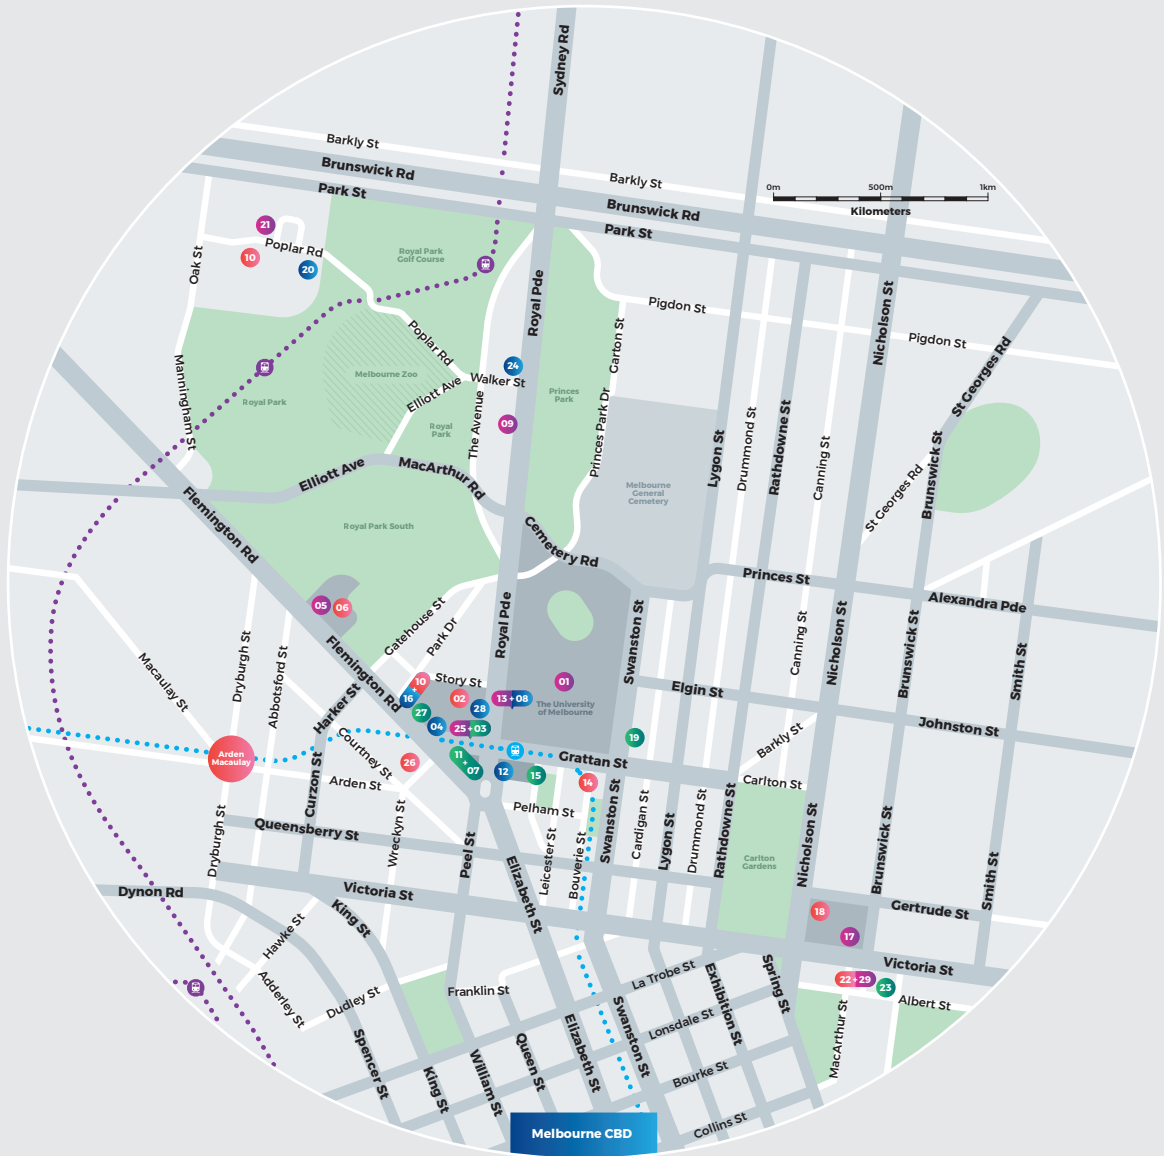 Sydney Rd
Barkly St
Brunswick Rd
Park St
Barkly St
Brunswick Rd
Park St
0m
500m
1km
Kilometers
21
10
20
Poplar Rd
Oak St
Royal Park
Golf Course
Royal Pde
Pigdon St
Pigdon St
Nicholson St
St Georges Rd
Garton St
Poplar Rd
Melbourne Zoo
Manningham St
Royal Park
Elliott Ave
Walker St
24
The Avenue
09
Royal
Park
Princes
Park
Princes Park Dr
Lygon St
Drummond St
Rathdowne St
Canning St
Brunswick St
St Georges Rd
Melbourne
General
Cemetery
Elliott Ave
MacArthur Rd
Flemington Rd
Royal Park South
Cemetery Rd
Princes St
Alexandra Pde
05
06
Gatehouse St
Park Dr
Royal Pde
Swanston St
Canning St
Nicholson St
Brunswick St
Smith St
Macaulay St
Dryburgh St
Abbotsford St
Flemington Rd
Harker St
Story St
10
+
16
02
28
13+08
27
04
25+03
01
The University
of Melbourne
Elgin St
Johnston St
19
Barkly St
Arden
Macaulay
Courtney St
26
11
+
07
12
15
14
Grattan St
Carlton St
Arden St
Curzon St
Pelham St
Queensberry St
Dryburgh St
Wreckyn St
Peel St
Leicester St
Bouverie St
Swanston St
Cardigan St
Lygon St
Drummond St
Rathdowne St
Carlton
Gardens
Nicholson St
Brunswick St
Smith St
Dynon Rd
Victoria St
King St
Elizabeth St
18
17
Gertrude St
Hawke St
Victoria St
22+29
23
Albert St
Adderley St
Dudley St
Franklin St
La Trobe St
Exhibition St
Spring St
MacArthur St
Spencer St
King St
William St
Queen St
Elizabeth St
Swanston St
Lonsdale St
Bourke St
Collins St
Melbourne CBD